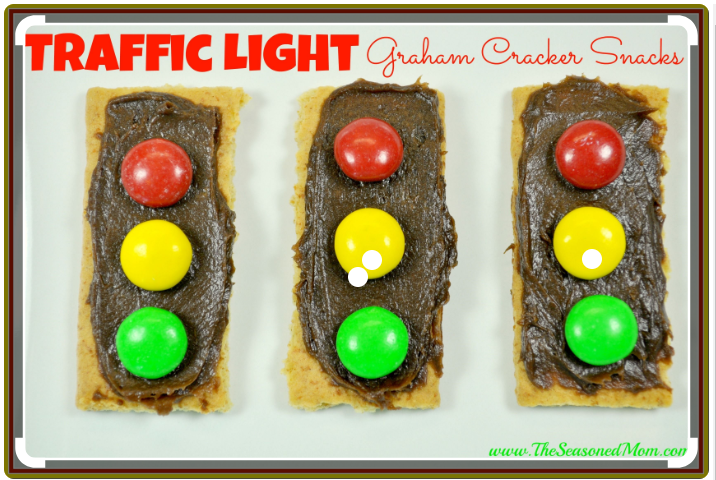 TRAFFIC LIGHT Graham Cracker Snacks
www.TheSeasonedMom.com